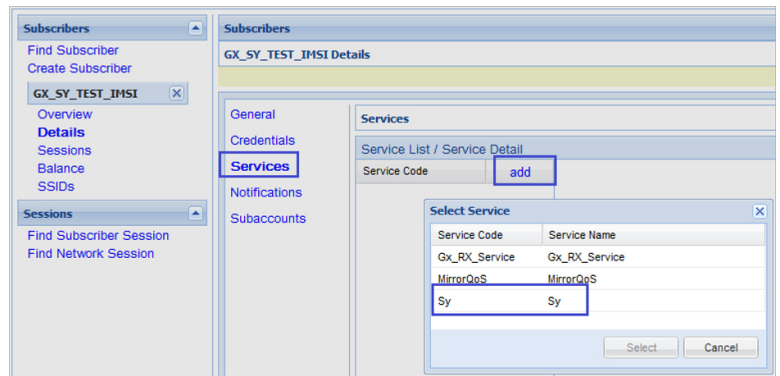 Subscribers
Find Subscriber
Create Subscriber
GX_SY_TEST_IMSI
Overview
Details
Sessions
Balance
SSIDs
Sessions
Find Subscriber Session
Find Network Session
Subscribers
GX_SY_TEST_IMSI Details
General
Credentials
Services
Notifications
Subaccounts
Services
Service List / Service Detail
Service Code add
Select Service
Service Code Service Name
Gx_RX_Service Gx_RX_Service
MirrorQoS MirrorQoS
Sy Sy
Select Cancel